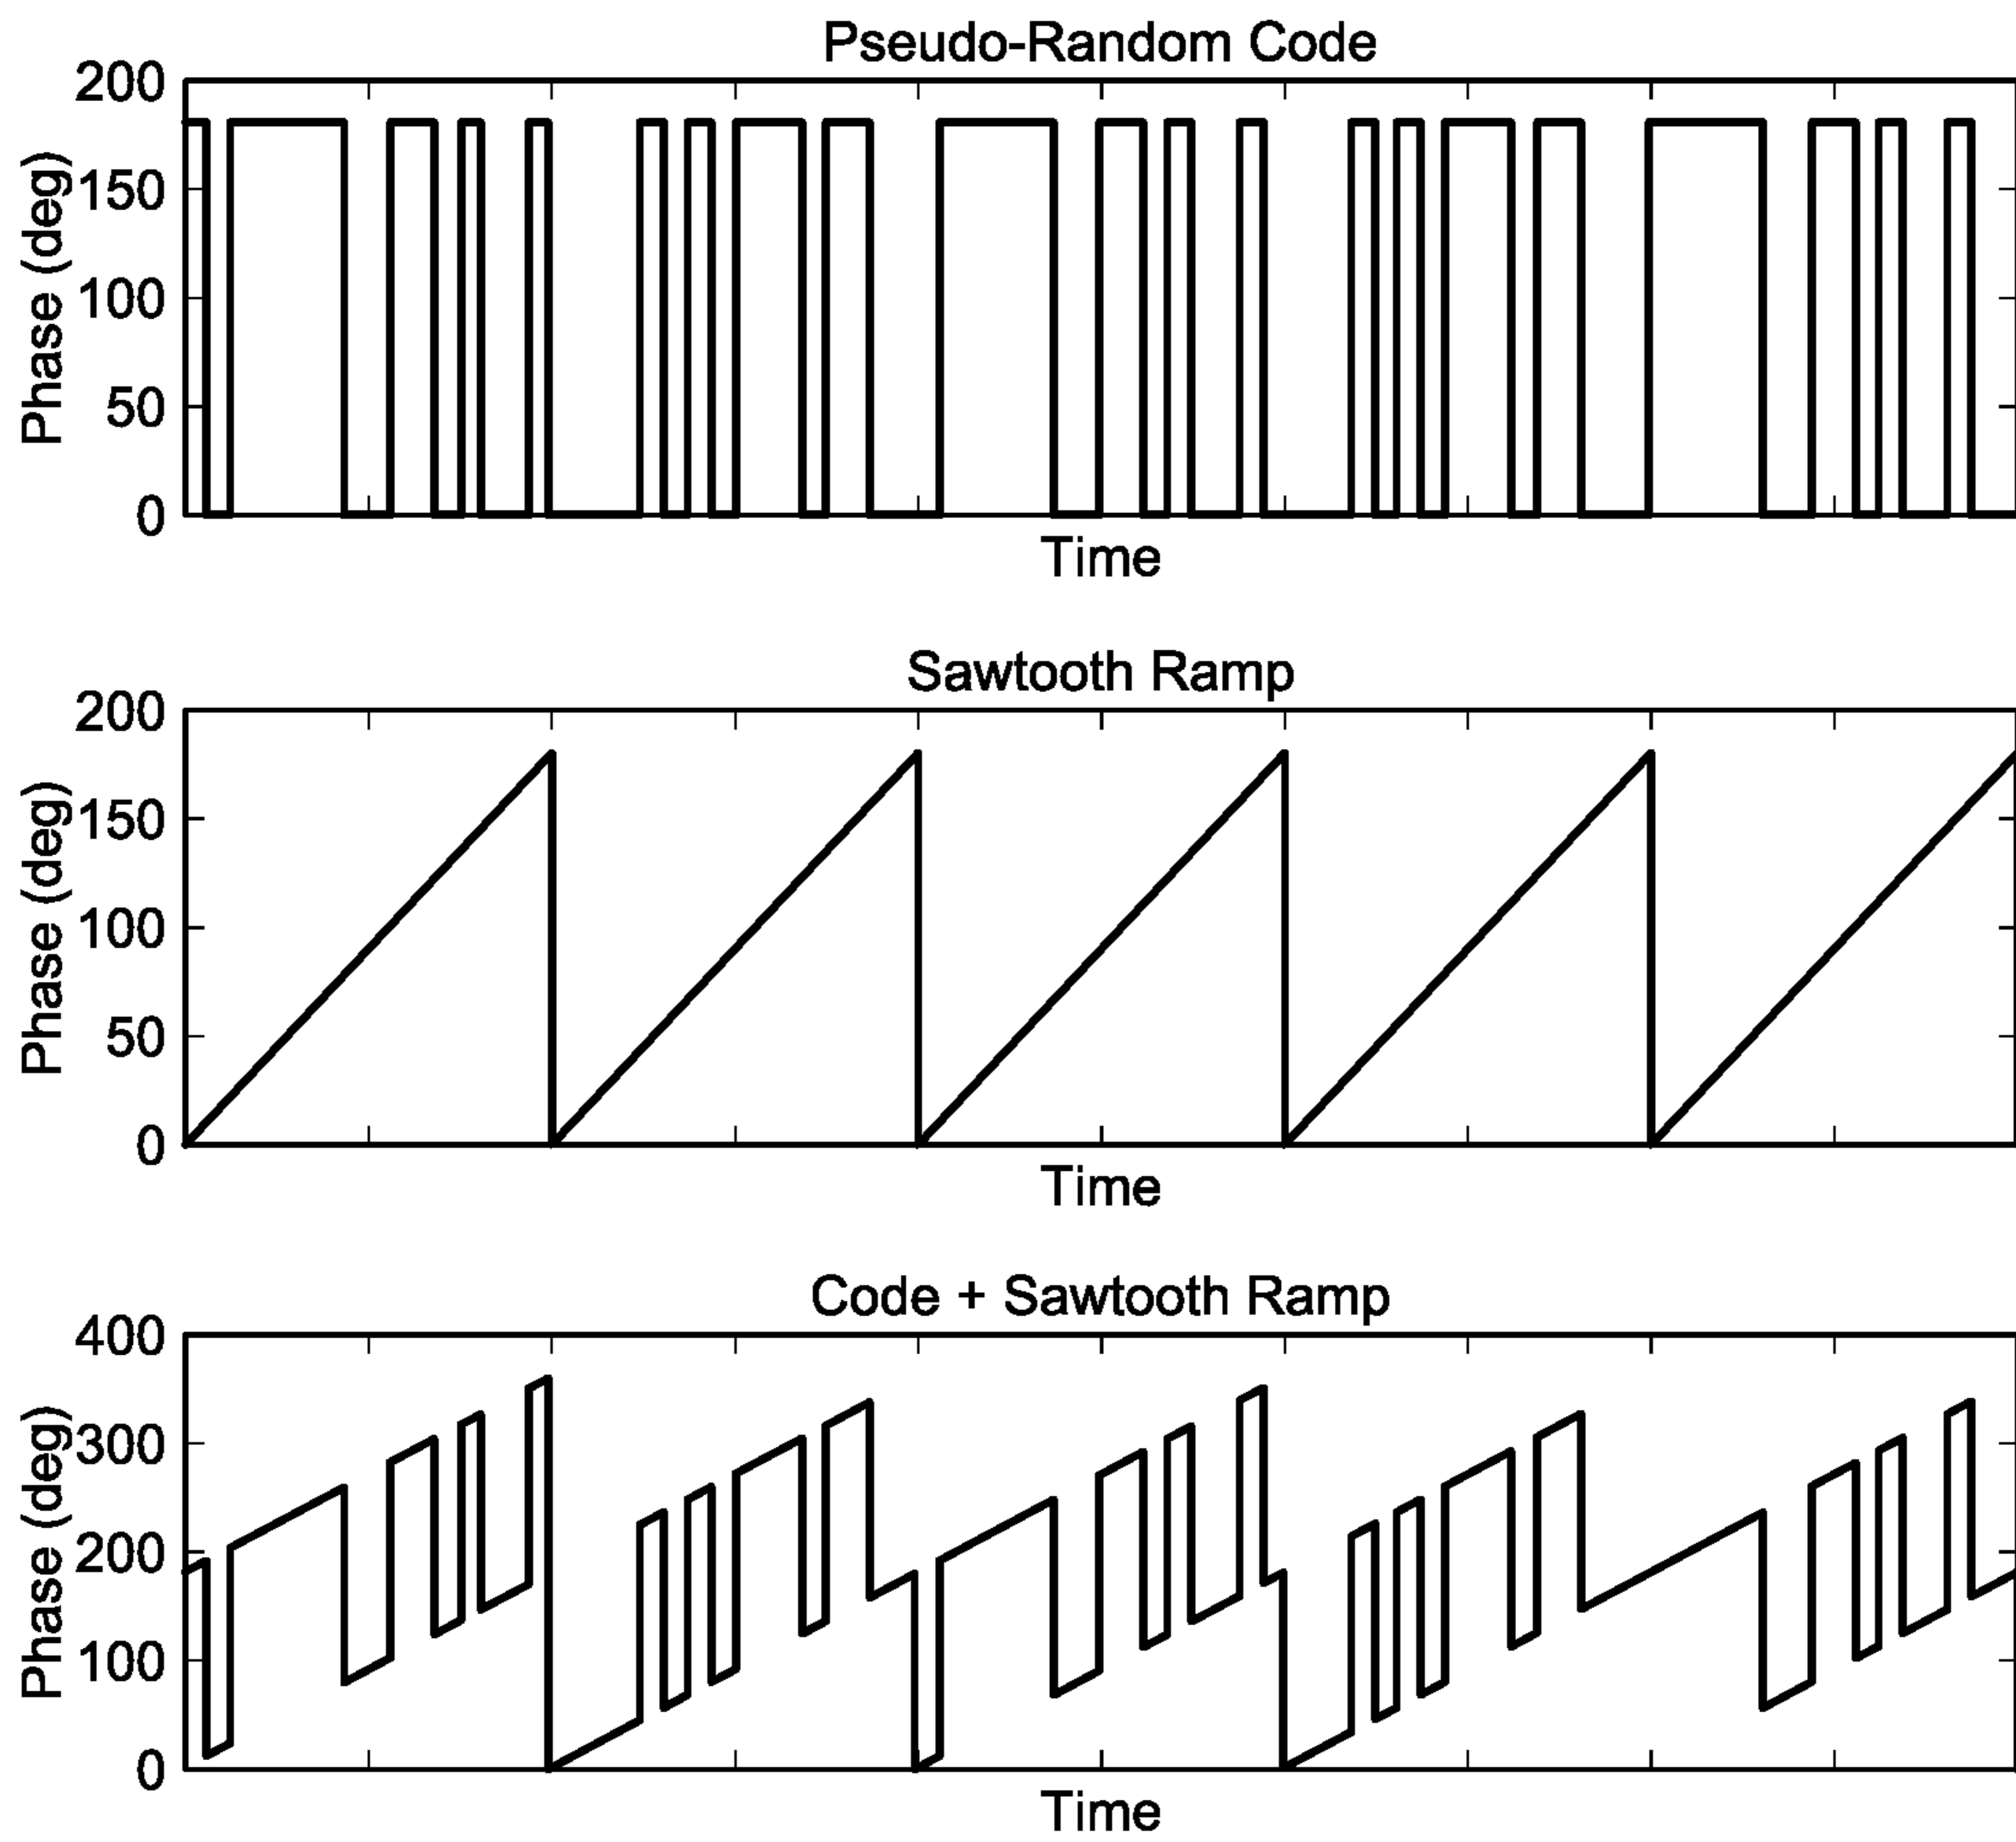 Pseudo-Random Code
200
150
100
50
0
Phase (deg)
Time
Sawtooth Ramp
200
150
100
50
0
Phase (deg)
Time
Code + Sawtooth Ramp
400
300
200
100
0
Phase (deg)
Time